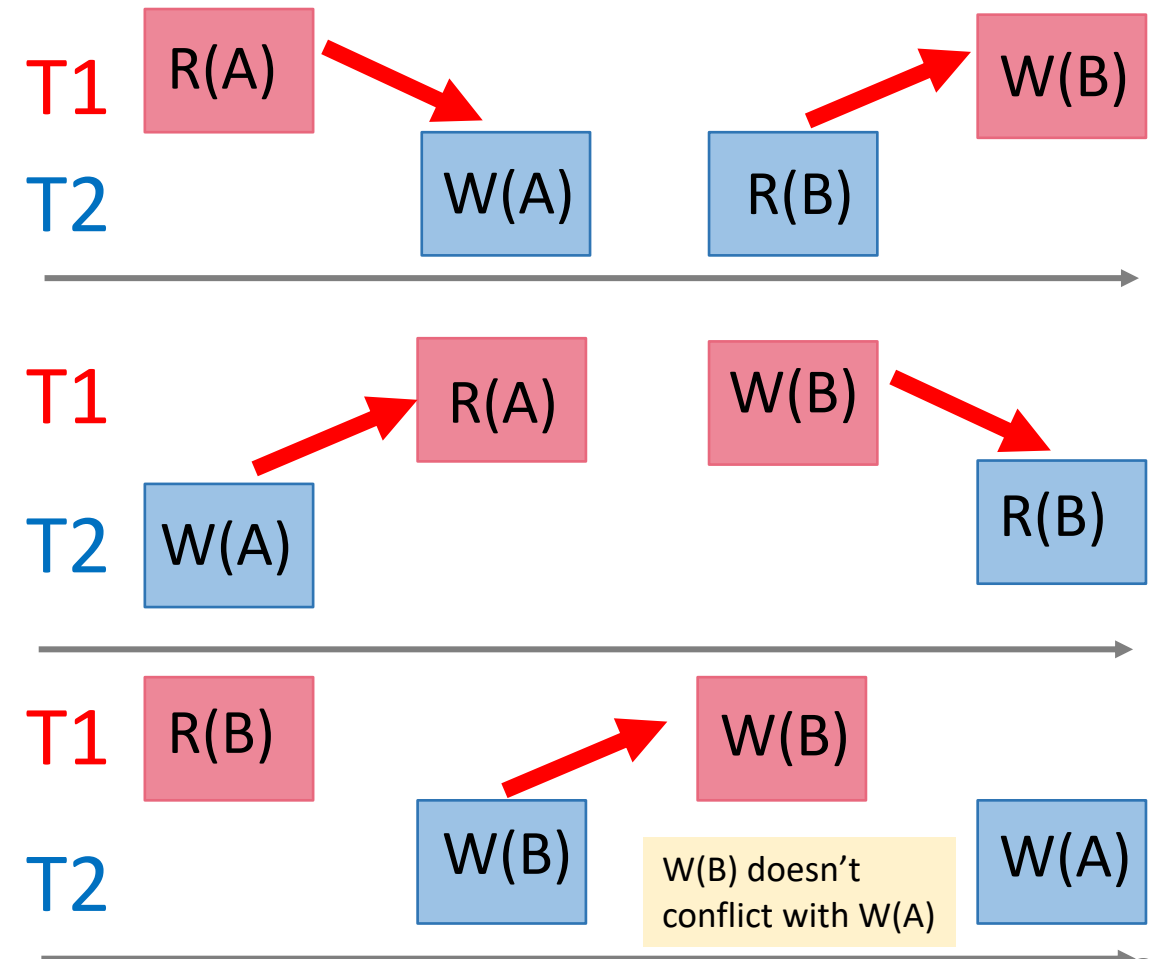 T1 R(A) W(B)
T2 W(A) R(B)
T1 R(A) W(B)
T2 W(A) R(B)
T1 R(B) W(B)
T2 W(B) W(A)
W(B) doesn’t
conflict with W(A)